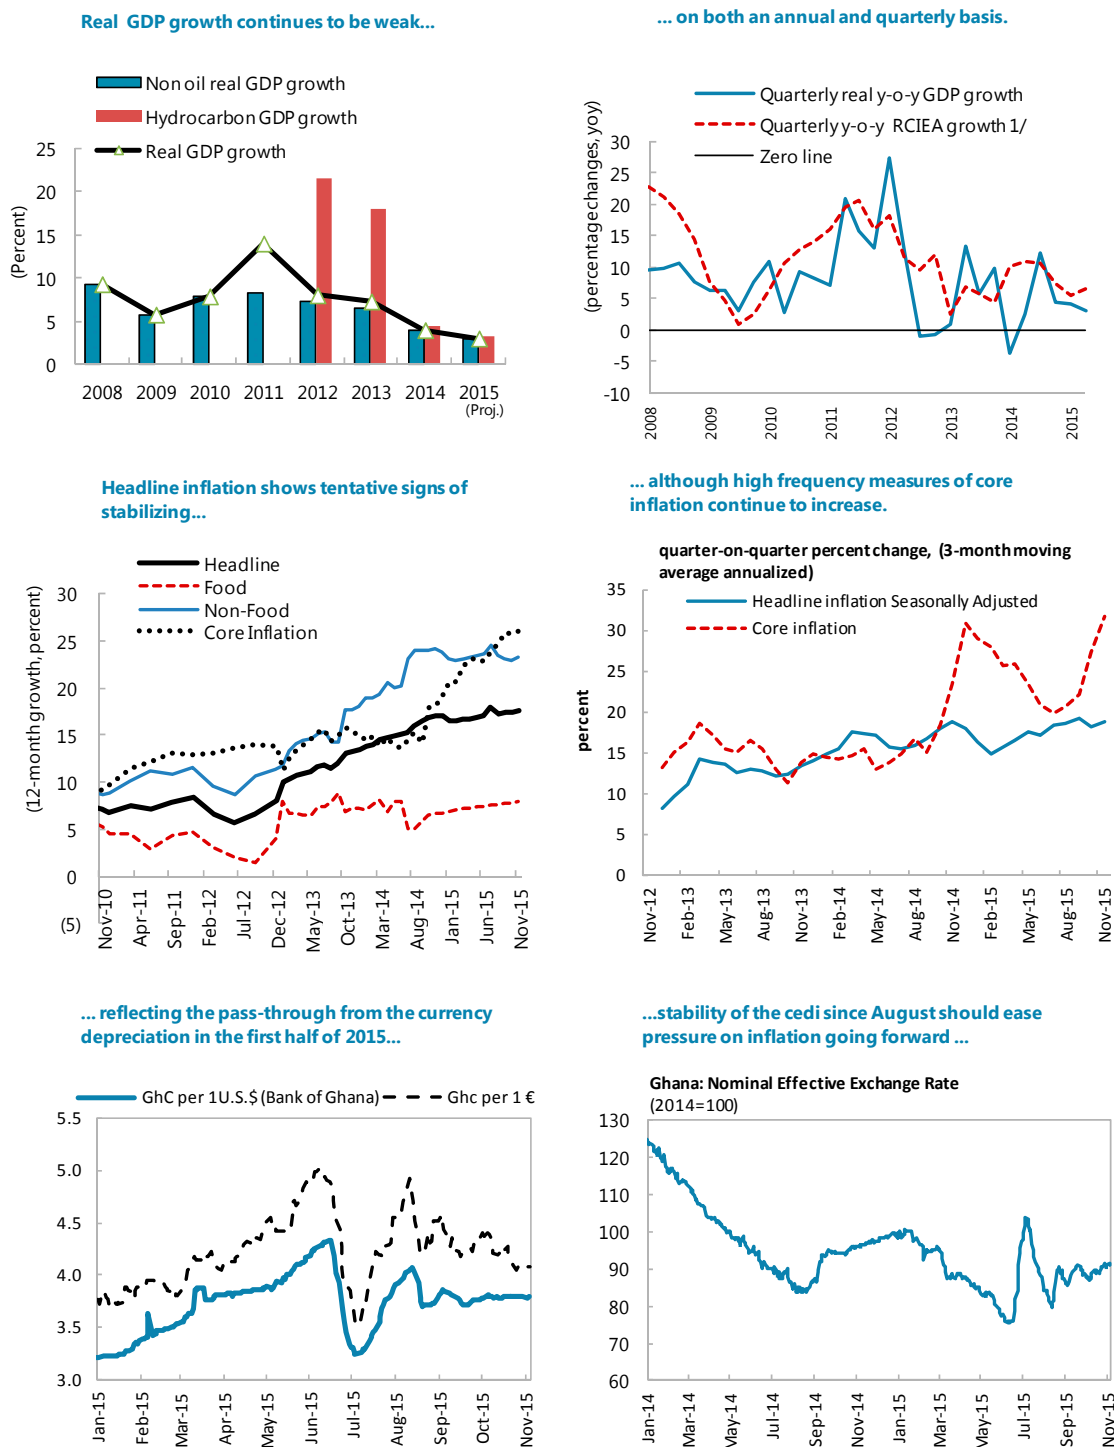 Real GDP growth continues to be weak...
Non oil real GDP growth
Hydrocarbon GDP growth
Real GDP growth
(Percent)
25
20
15
10
5
0
2008 2009 2010 2011 2012 2013 2014 2015
(Proj.)
... on both an annual and quarterly basis.
Quarterly real y-o-y GDP growth
Quarterly y-o-y RCIEA growth 1/
Zero line
(percentage changes, yoy)
30
25
20
15
10
5
0
-5
-10
2008 2009 2010 2011 2012 2013 2014 2015
Headline inflation shows tentative signs of
stabilizing...
Headline
Food
Non-Food
Core Inflation
(12-month growth, percent)
30
25
20
15
10
5
0
(5)
Nov-10 Apr-11 Sep-11 Feb-12 Jul-12 Dec-12 May-13 Oct-13 Mar-14 Aug-14 Jan-15 Jun-15 Nov-15
... although high frequency measures of core
inflation continue to increase.
quarter-on-quarter percent change, (3-month moving
average annualized)
Headline inflation Seasonally Adjusted
Core inflation
percent
35
30
25
20
15
10
5
0
Nov-12 Feb-13 May-13 Aug-13 Nov-13 Feb-14 May-14 Aug-14 Nov-14 Feb-15 May-15 Aug-15 Nov-15
... reflecting the pass-through from the currency
depreciation in the first half of 2015...
GhC per 1U.S.$ (Bank of Ghana)
Ghc per 1 €
5.5
5.0
4.5
4.0
3.5
3.0
Jan-15 Feb-15 Mar-15 Apr-15 May-15 Jun-15 Jul-15 Aug-15 Sep-15 Oct-15 Nov-15
...stability of the cedi since August should ease
pressure on inflation going forward ...
Ghana: Nominal Effective Exchange Rate
(2014=100)
130
120
110
100
90
80
70
60
Jan-14 Mar-14 May-14 Jul-14 Sep-14 Nov-14 Jan-15 Mar-15 May-15 Jul-15 Sep-15 Nov-15